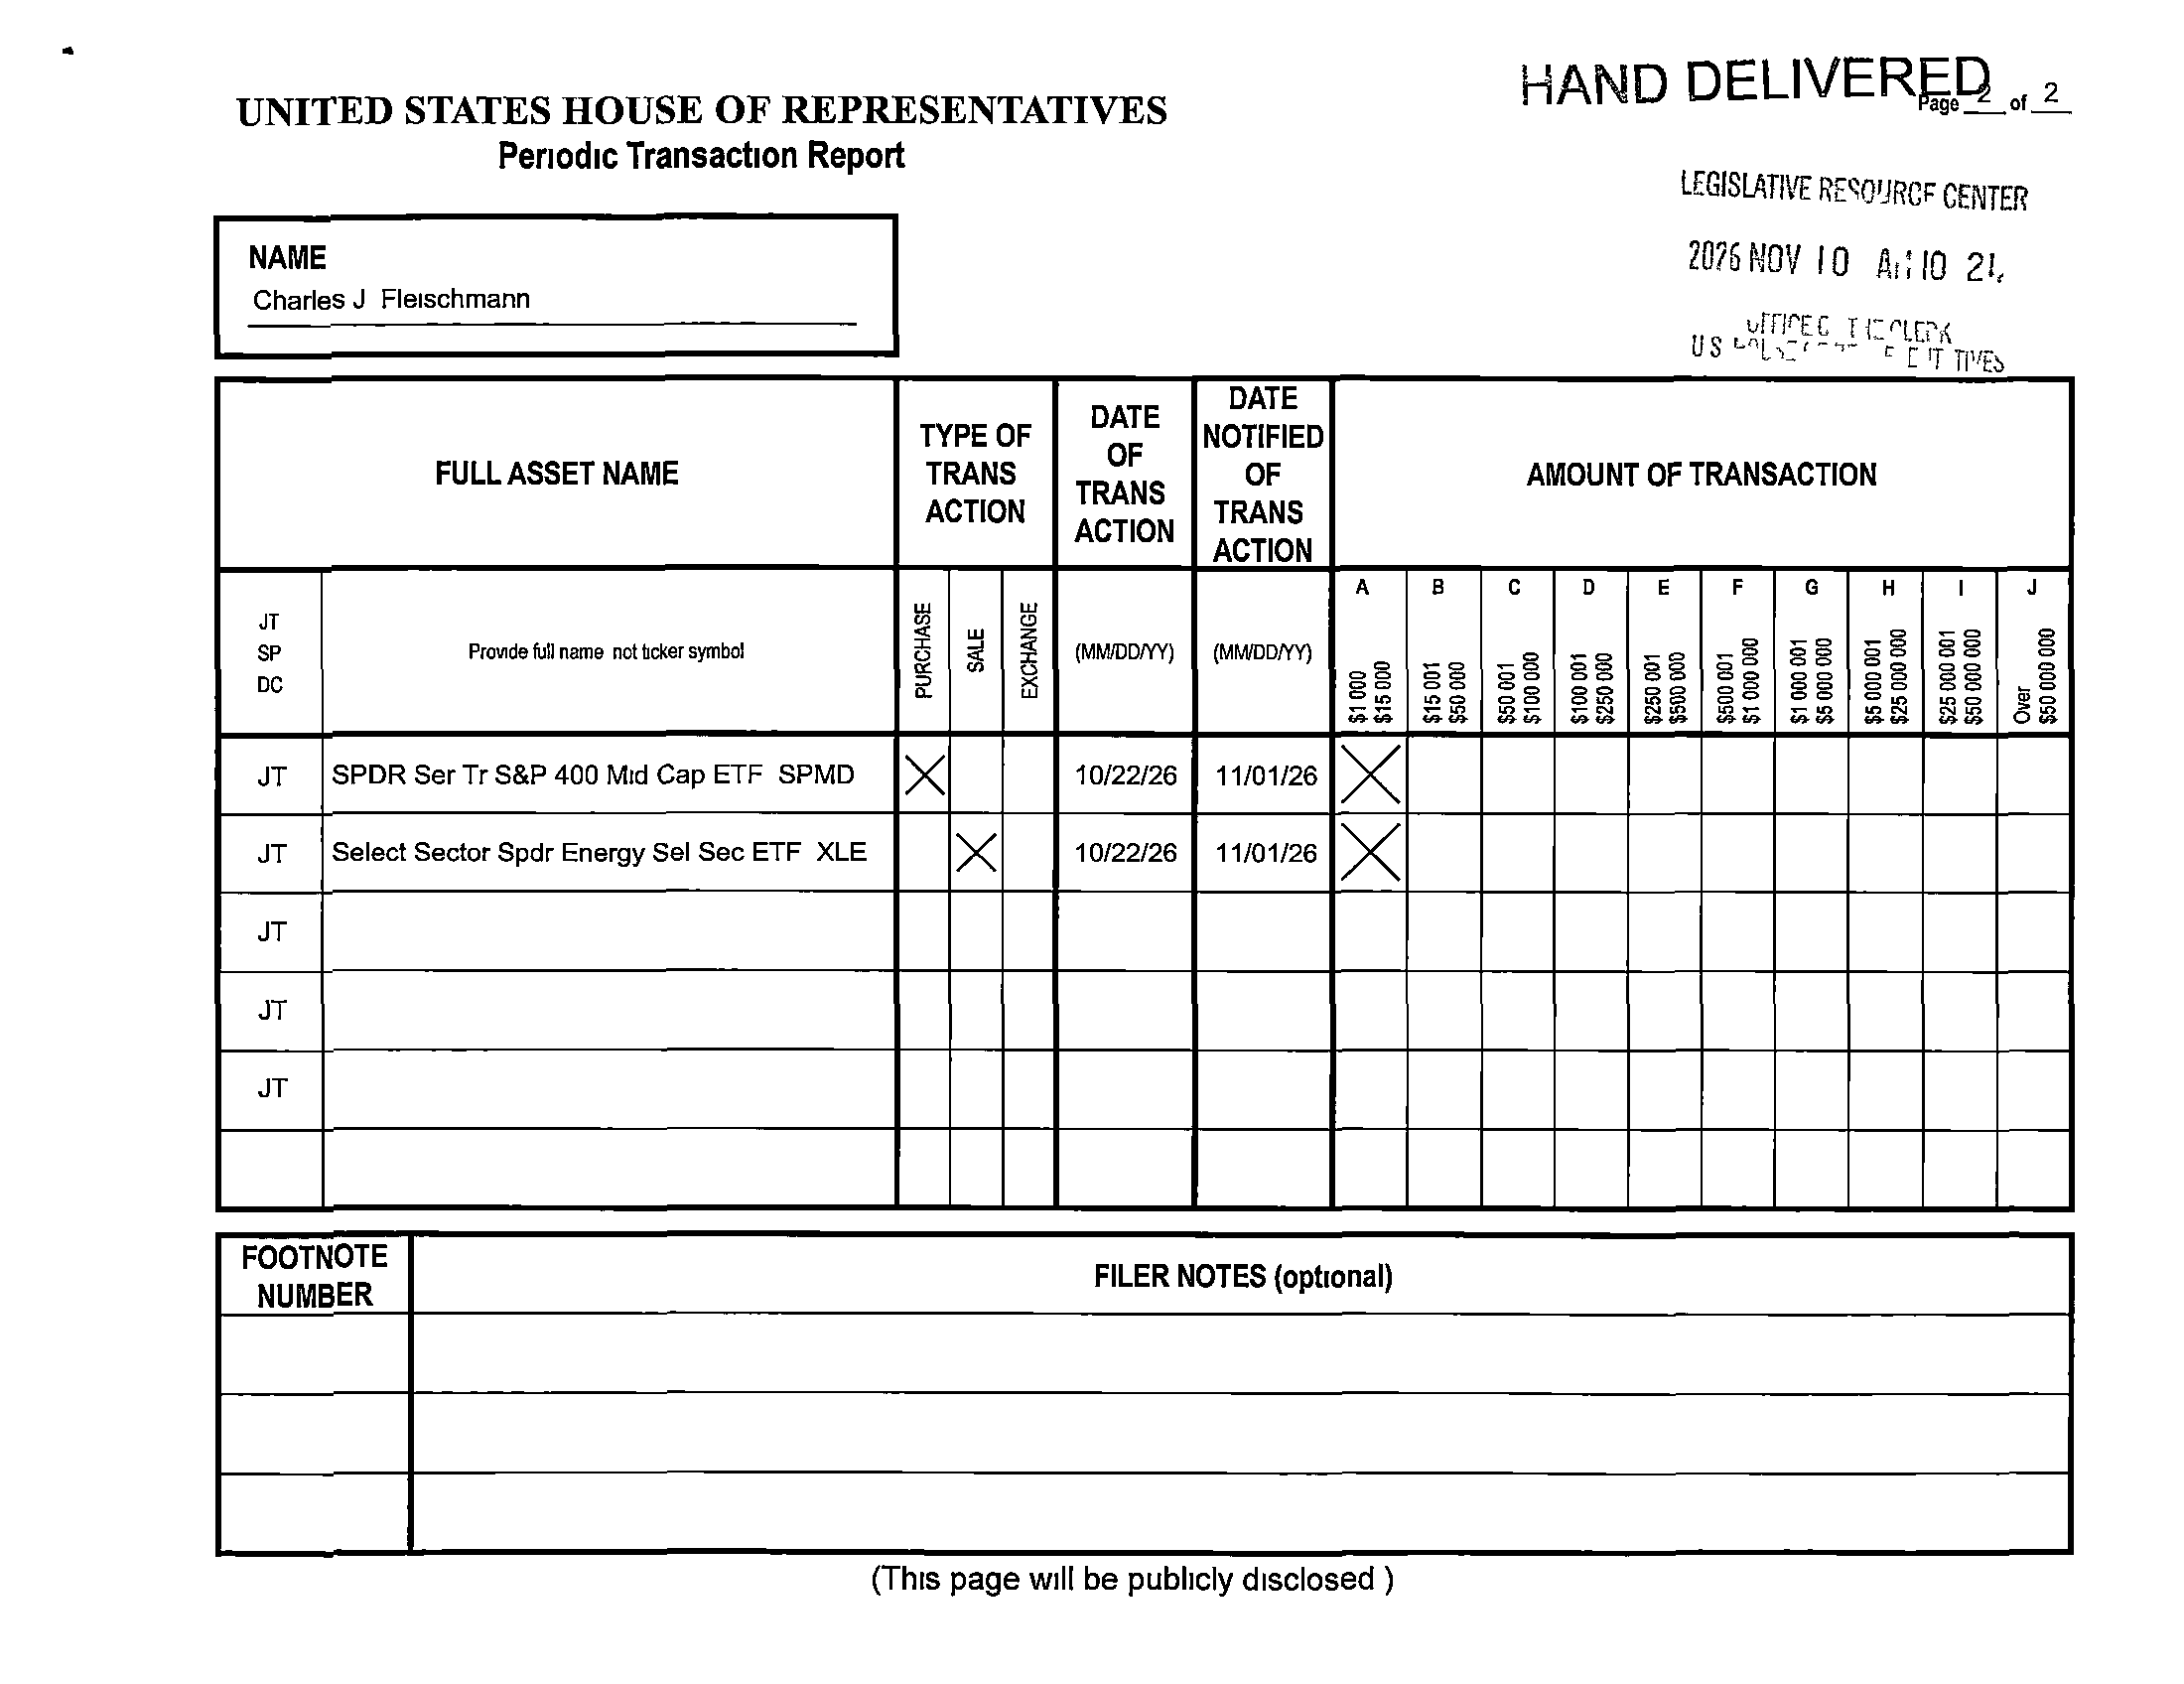 HAND DELIVERED
Page 2 of 2
UNITED STATES HOUSE OF REPRESENTATIVES
Periodic Transaction Report
LEGISLATIVE RESOURCE CENTER
2026 NOV 10 10 21
US
NAME
Charles J Fleischmann
FULL ASSET NAME
TYPE OF
TRANS
ACTION
DATE
OF
TRANS
ACTION
DATE
NOTIFIED
OF
TRANS
ACTION
AMOUNT OF TRANSACTION
JT
SP
DC
Provide full name not ticker symbol
PURCHASE
SALE
EXCHANGE
(MM/DD/YY)
(MM/DD/YY)
A
$1 000
$15 000
B
$15 001
$50 000
C
$50 001
$100 000
D
$100 001
$250 000
E
$250 001
$500 000
F
$500 001
$1 000 000
G
$1 000 001
$5 000 000
H
$5 000 001
$25 000 000
I
$25 000 001
$50 000 000
J
Over
$50 000 000
JT SPDR Ser Tr S&P 400 Mid Cap ETF SPMD X 10/22/26 11/01/26 X
JT Select Sector Spdr Energy Sel Sec ETF XLE X 10/22/26 11/01/26 X
JT
JT
JT
FOOTNOTE
NUMBER
FILER NOTES (optional)
(This page will be publicly disclosed )